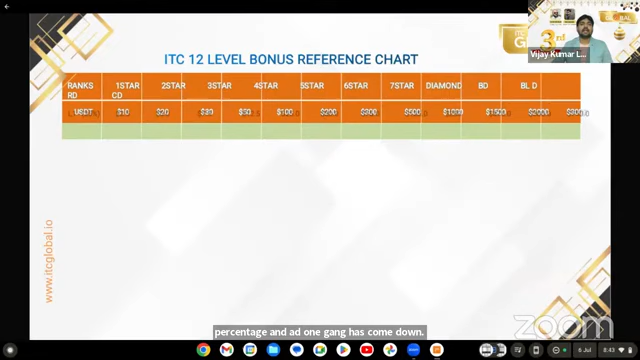 3rd
Vijay Kumar L...
ITC 12 LEVEL BONUS REFERENCE CHART
RANKS 1STAR 2STAR 3STAR 4STAR 5STAR 6STAR 7STAR DIAMOND BD BL D
RD CD
USDT $10 $20 $30 $50 $100 $200 $300 $500 $1000 $1500 $2000
www.itcglobal.io
percentage and ad one gang has come down.
zoom
6 Jul 8:43